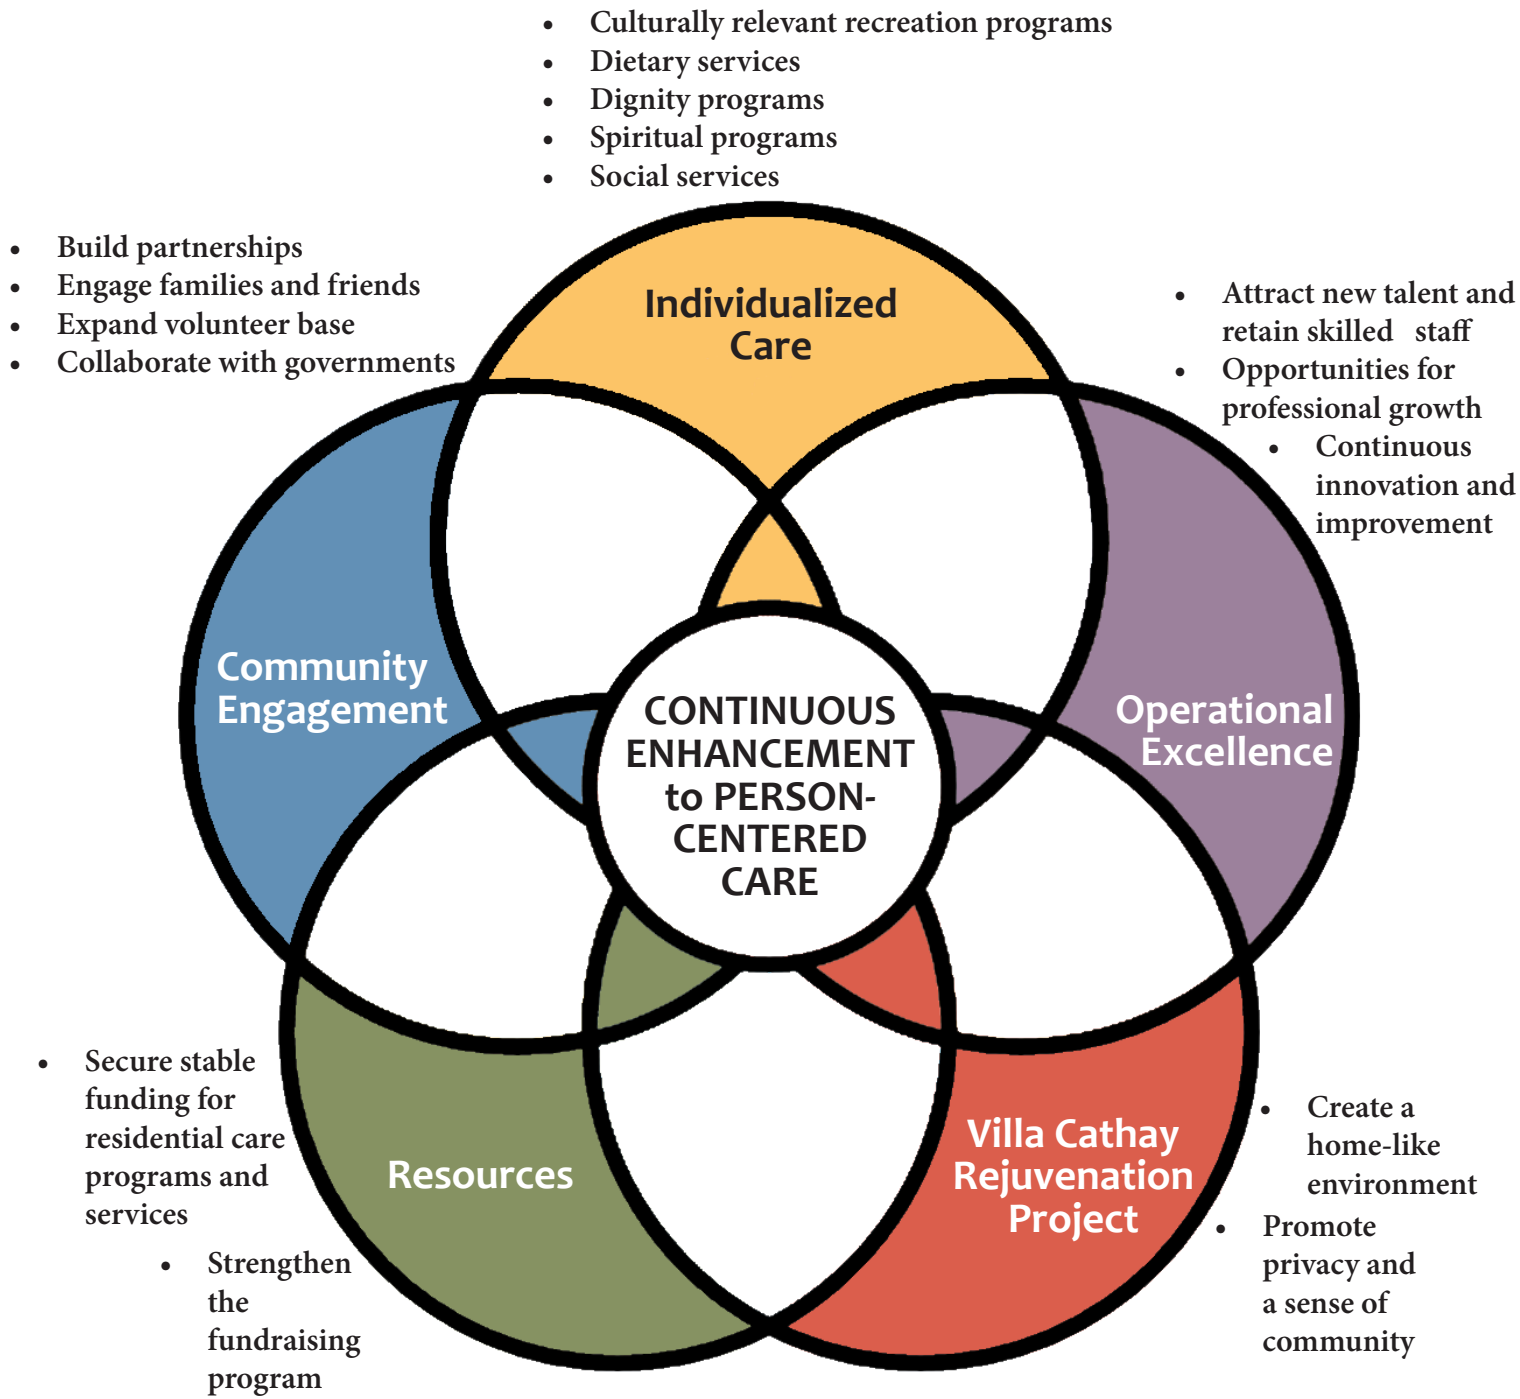 • Culturally relevant recreation programs
• Dietary services
• Dignity programs
• Spiritual programs
• Social services
• Build partnerships
• Engage families and friends
• Expand volunteer base
• Collaborate with governments
Individualized
Care
• Attract new talent and
retain skilled staff
• Opportunities for
professional growth
• Continuous
innovation and
improvement
Community
Engagement
CONTINUOUS
ENHANCEMENT
to PERSON-
CENTERED
CARE
Operational
Excellence
• Secure stable
funding for
residential care
programs and
services
• Strengthen
the
fundraising
program
Resources
Villa Cathay
Rejuvenation
Project
• Create a
home-like
environment
• Promote
privacy and
a sense of
community